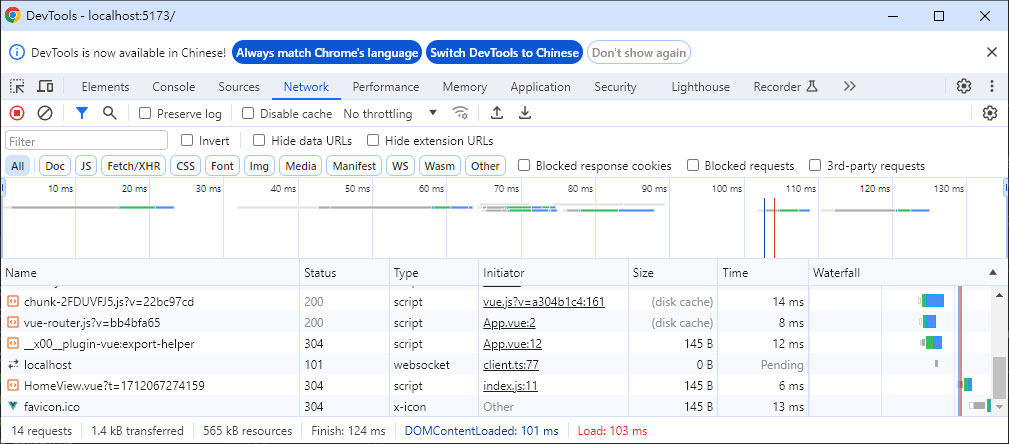 DevTools - localhost:5173/
DevTools is now available in Chinese! Always match Chrome's language Switch DevTools to Chinese Don't show again
Elements Console Sources Network Performance Memory Application Security Lighthouse Recorder
Preserve log Disable cache No throttling
Filter Invert Hide data URLs Hide extension URLs
All Doc JS Fetch/XHR CSS Font Img Media Manifest WS Wasm Other Blocked response cookies Blocked requests 3rd-party requests
10 ms 20 ms 30 ms 40 ms 50 ms 60 ms 70 ms 80 ms 90 ms 100 ms 110 ms 120 ms 130 ms
Name Status Type Initiator Size Time Waterfall
chunk-2FDUVFJ5.js?v=22bc97cd 200 script vue.js?v=a304b1c4:161 (disk cache) 14 ms
vue-router.js?v=bb4bfa65 200 script App.vue:2 (disk cache) 8 ms
__x00__plugin-vue:export-helper 304 script App.vue:12 145 B 12 ms
localhost 101 websocket client.ts:77 0 B Pending
HomeView.vue?t=1712067274159 304 script index.js:11 145 B 6 ms
favicon.ico 304 x-icon Other 145 B 13 ms
14 requests 1.4 kB transferred 565 kB resources Finish: 124 ms DOMContentLoaded: 101 ms Load: 103 ms